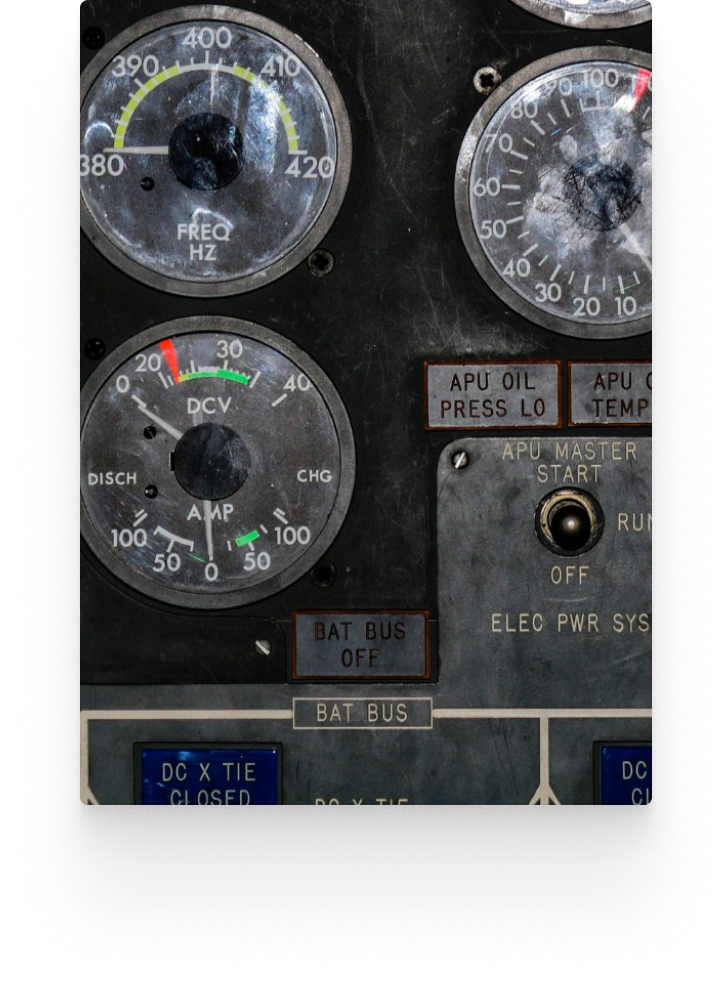 400
390 410
380 420
FREQ
HZ
100
90
80
70
60
50
40
30 20 10
20 30
0 40
DCV
DISCH CHG
AMP
100 100
50 50
0
APU OIL
PRESS LO
APU
TEMP
APU MASTER
START
RUN
OFF
ELEC PWR SYS
BAT BUS
OFF
BAT BUS
DC X TIE
CLOSED
DC X TIE
DC